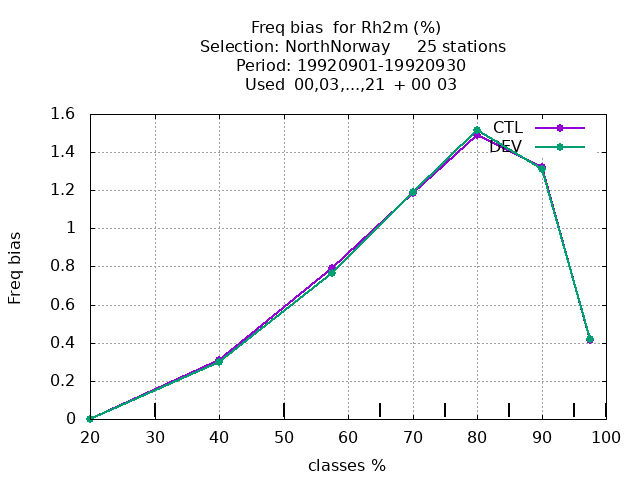 Freq bias  for Rh2m (%)
Selection: NorthNorway     25 stations
Period: 19920901-19920930
Used  00,03,...,21  + 00 03
CTL
DEV
Freq bias
1.6
1.4
1.2
1
0.8
0.6
0.4
0.2
0
20 30 40 50 60 70 80 90 100
classes %